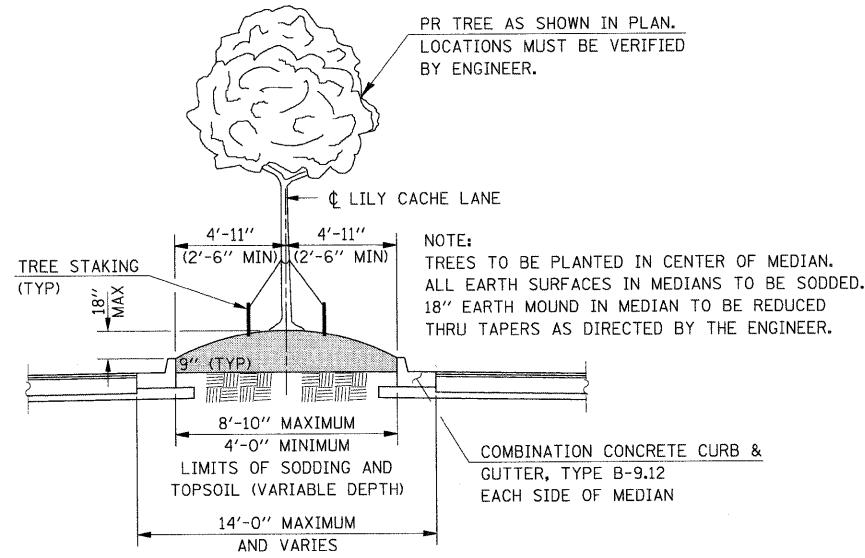 PR TREE AS SHOWN IN PLAN.
LOCATIONS MUST BE VERIFIED
BY ENGINEER.
℄ LILY CACHE LANE
4'-11" 4'-11"
(2'-6" MIN) (2'-6" MIN)
NOTE:
TREES TO BE PLANTED IN CENTER OF MEDIAN.
ALL EARTH SURFACES IN MEDIANS TO BE SODDED.
18" EARTH MOUND IN MEDIAN TO BE REDUCED
THRU TAPERS AS DIRECTED BY THE ENGINEER.
TREE STAKING
(TYP)
18"
MAX
9" (TYP)
8'-10" MAXIMUM
4'-0" MINIMUM
LIMITS OF SODDING AND
TOPSOIL (VARIABLE DEPTH)
COMBINATION CONCRETE CURB &
GUTTER, TYPE B-9.12
EACH SIDE OF MEDIAN
14'-0" MAXIMUM
AND VARIES